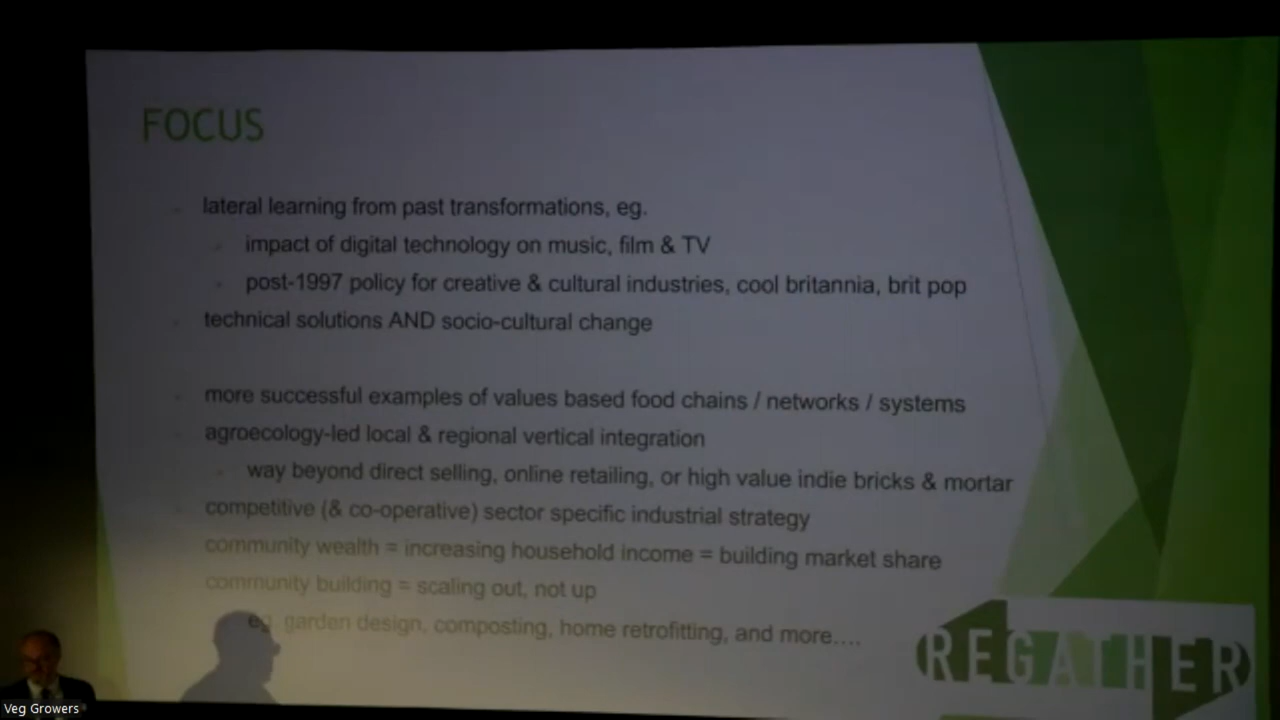 FOCUS
lateral learning from past transformations, eg.
impact of digital technology on music, film & TV
post-1997 policy for creative & cultural industries, cool britannia, brit pop
technical solutions AND socio-cultural change
more successful examples of values based food chains / networks / systems
agroecology-led local & regional vertical integration
way beyond direct selling, online retailing, or high value indie bricks & mortar
competitive (& co-operative) sector specific industrial strategy
community wealth = increasing household income = building market share
community building = scaling out, not up
eg. garden design, composting, home retrofitting, and more....
REGATHER
Veg Growers